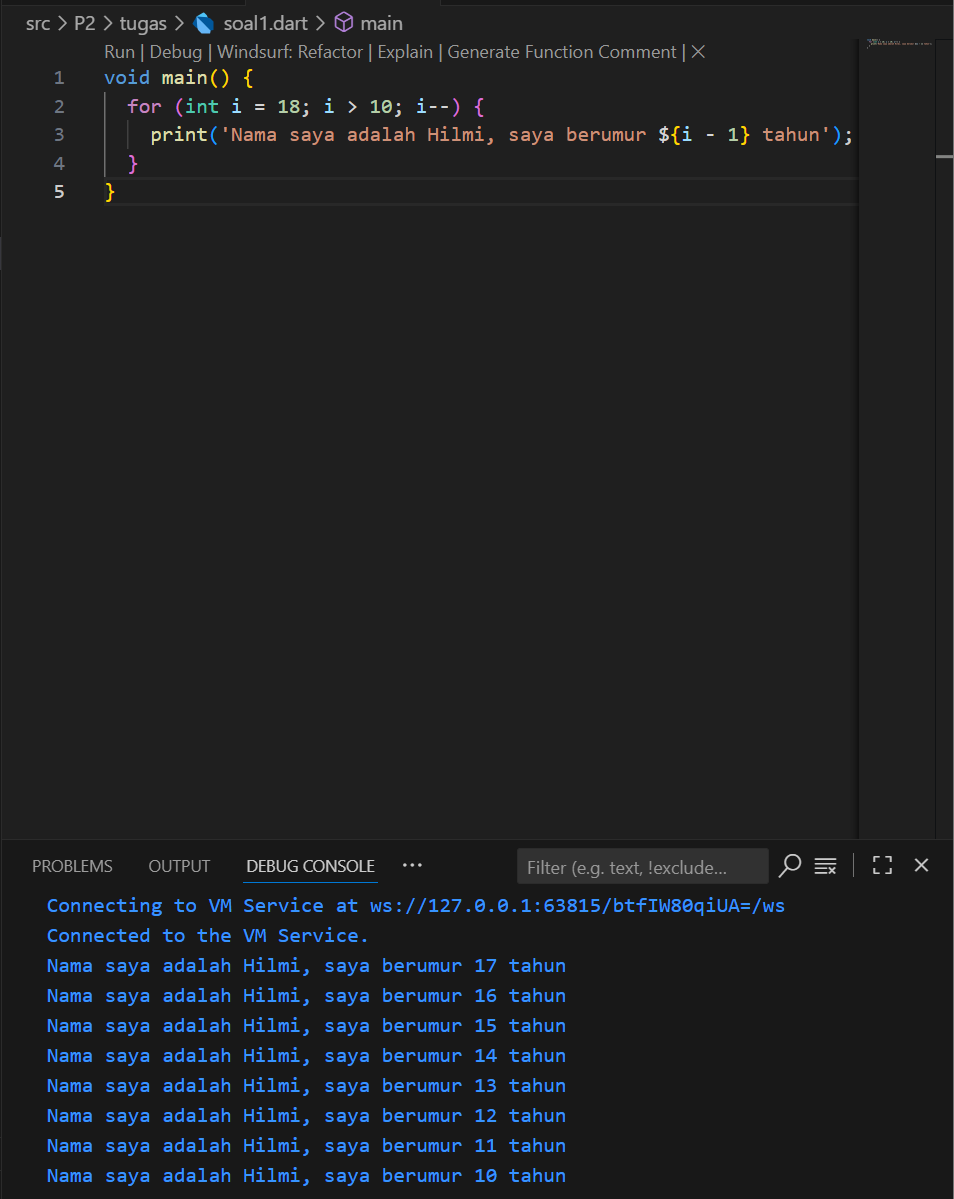 src > P2 > tugas > soal1.dart > main
Run | Debug | Windsurf: Refactor | Explain | Generate Function Comment | ×
1 void main() {
2   for (int i = 18; i > 10; i--) {
3     print('Nama saya adalah Hilmi, saya berumur ${i - 1} tahun');
4   }
5 }
PROBLEMS OUTPUT DEBUG CONSOLE ··· Filter (e.g. text, !exclude...
Connecting to VM Service at ws://127.0.0.1:63815/btfIW80qiUA=/ws
Connected to the VM Service.
Nama saya adalah Hilmi, saya berumur 17 tahun
Nama saya adalah Hilmi, saya berumur 16 tahun
Nama saya adalah Hilmi, saya berumur 15 tahun
Nama saya adalah Hilmi, saya berumur 14 tahun
Nama saya adalah Hilmi, saya berumur 13 tahun
Nama saya adalah Hilmi, saya berumur 12 tahun
Nama saya adalah Hilmi, saya berumur 11 tahun
Nama saya adalah Hilmi, saya berumur 10 tahun